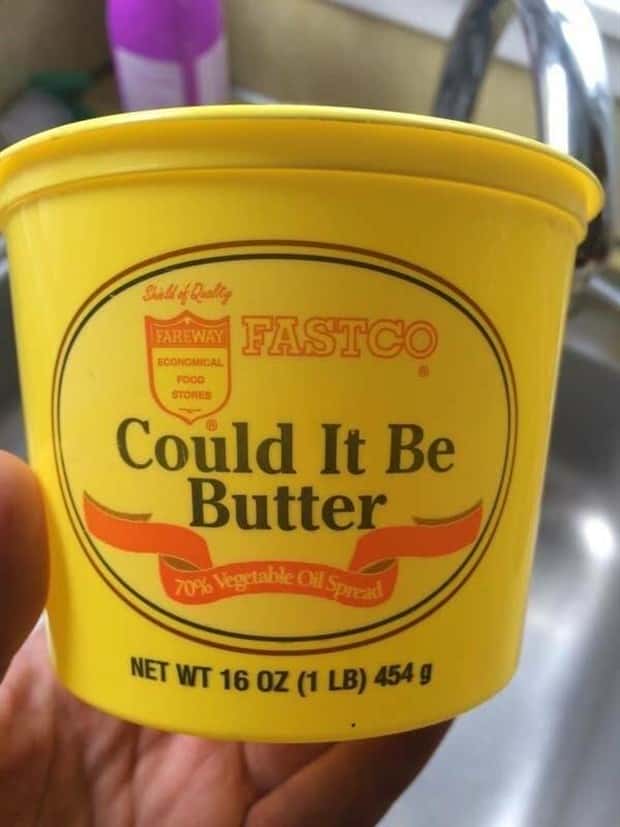 Shield of Quality
FAREWAY
ECONOMICAL
FOOD
STORES
®
FASTCO
®
Could It Be
Butter
70% Vegetable Oil Spread
NET WT 16 OZ (1 LB) 454 g